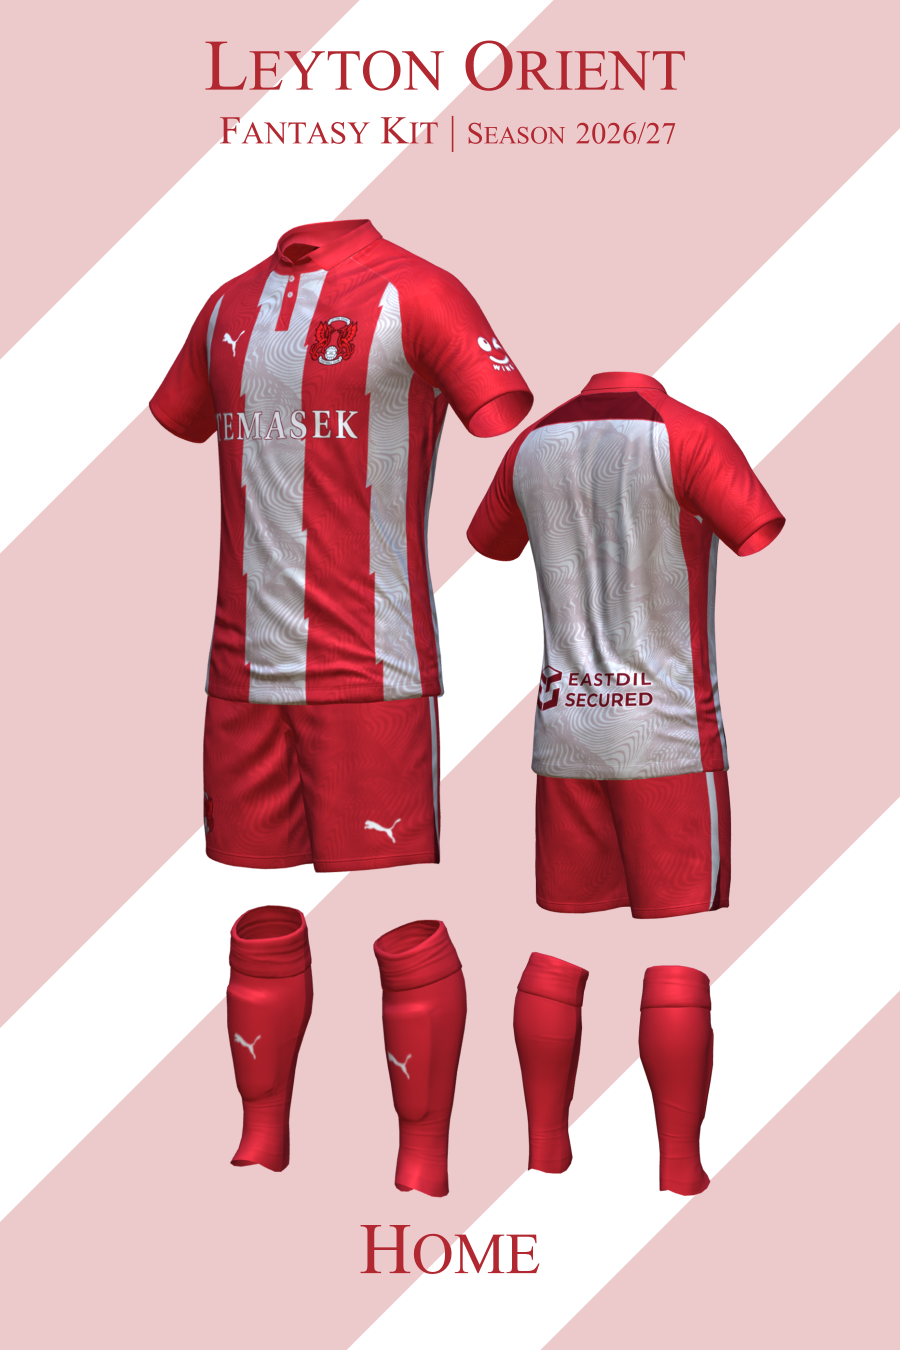 Leyton Orient
Fantasy Kit | Season 2026/27
TEMASEK
EASTDIL
SECURED
Home